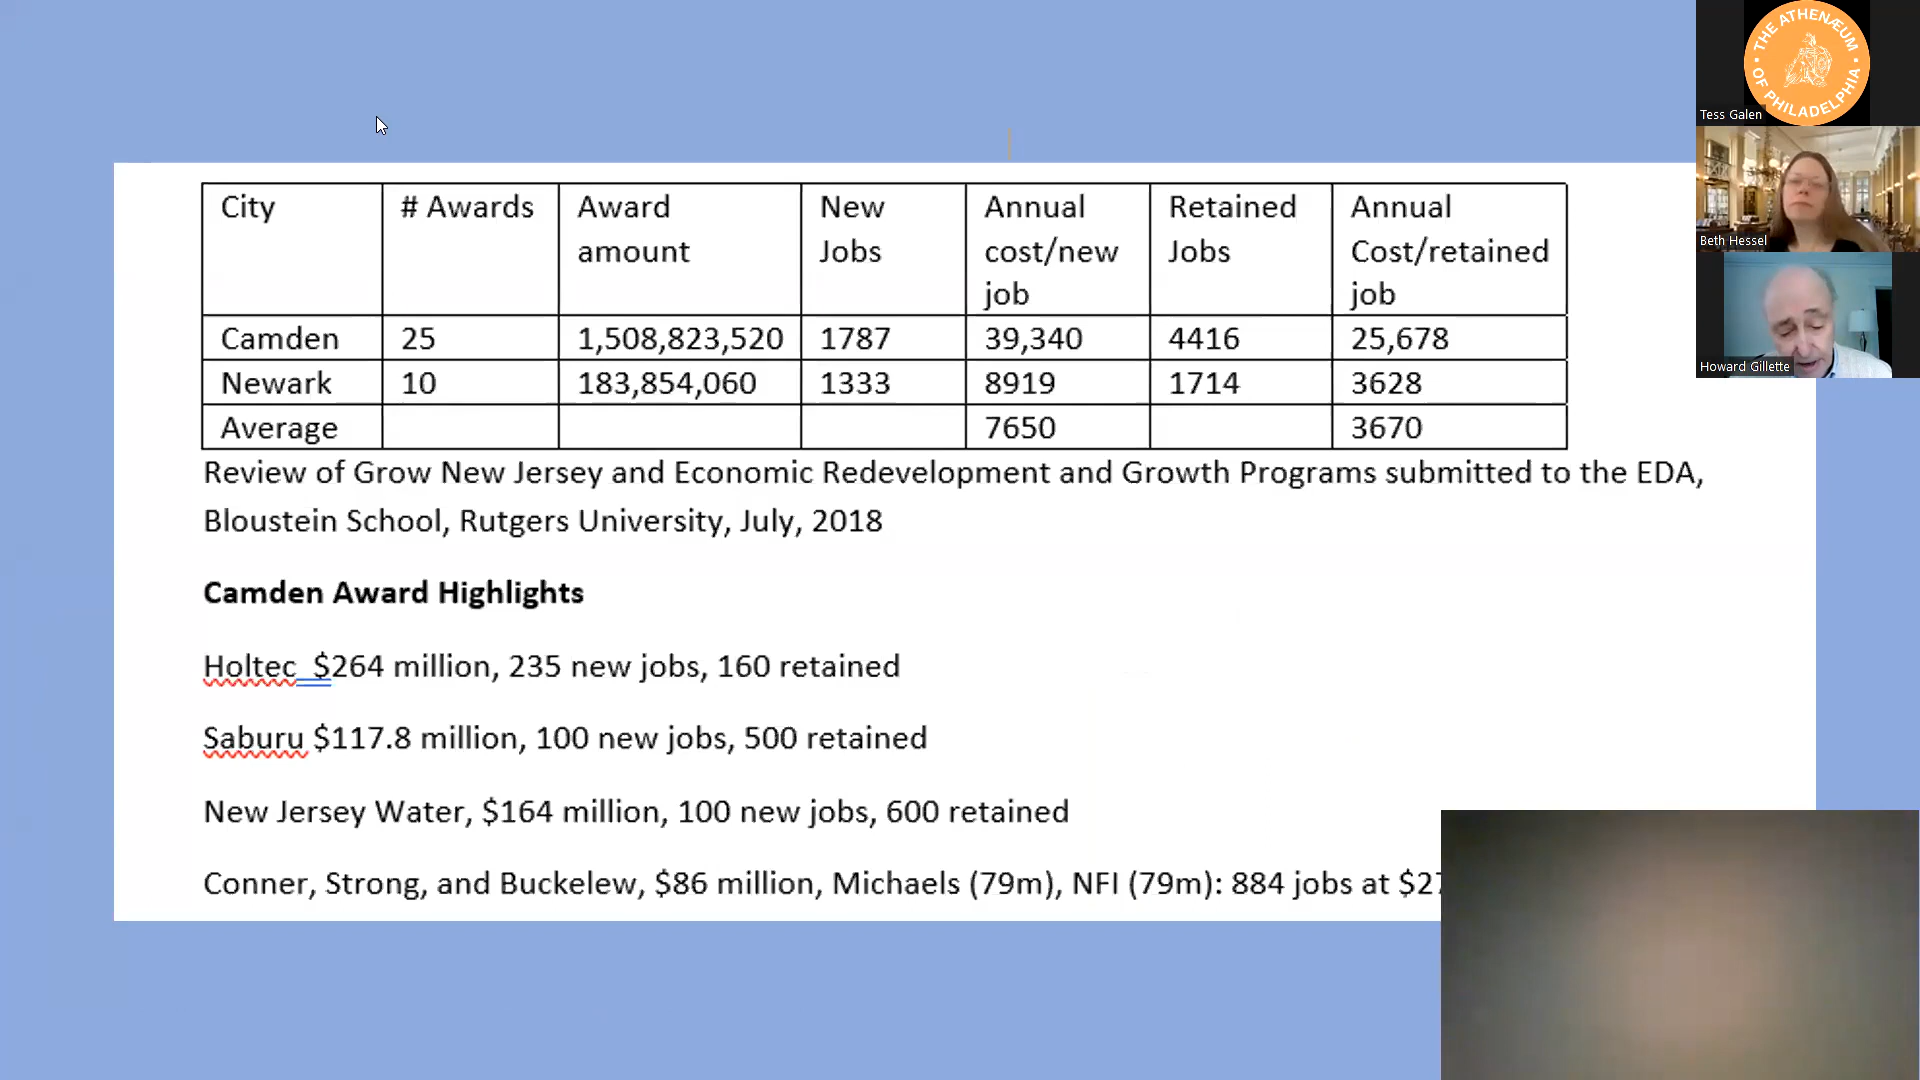 City # Awards Award amount New Jobs Annual cost/new job Retained Jobs Annual Cost/retained job
Camden 25 1,508,823,520 1787 39,340 4416 25,678
Newark 10 183,854,060 1333 8919 1714 3628
Average 7650 3670
Review of Grow New Jersey and Economic Redevelopment and Growth Programs submitted to the EDA,
Bloustein School, Rutgers University, July, 2018
Camden Award Highlights
Holtec $264 million, 235 new jobs, 160 retained
Saburu $117.8 million, 100 new jobs, 500 retained
New Jersey Water, $164 million, 100 new jobs, 600 retained
Conner, Strong, and Buckelew, $86 million, Michaels (79m), NFI (79m): 884 jobs at $27
THE ATHENÆUM
OF PHILADELPHIA
Tess Galen
Beth Hessel
Howard Gillette